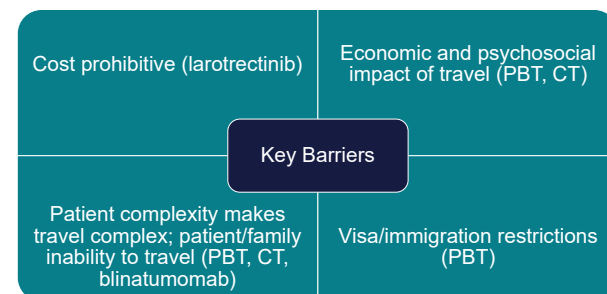 Cost prohibitive (larotrectinib)
Economic and psychosocial
impact of travel (PBT, CT)
Key Barriers
Patient complexity makes
travel complex; patient/family
inability to travel (PBT, CT,
blinatumomab)
Visa/immigration restrictions
(PBT)